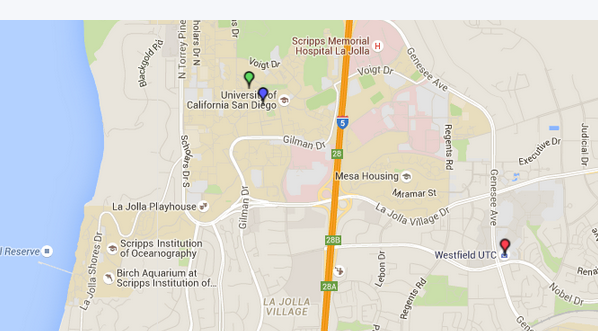 Scripps Memorial
Hospital La Jolla
H
Blackgold Rd
N Torrey Pine
Scholars Dr N
s Dr
Voigt Dr
Voigt Dr
Genesee Ave
University of
California San Diego
5
Gilman Dr
28
Regents Rd
Executive Dr
Judicial Dr
Scholars Dr S
Mesa Housing
Miramar St
Genesee Ave
Gilman Dr
La Jolla Playhouse
La Jolla Village Dr
28B
l Reserve
La Jolla Shores Dr
Scripps Institution
of Oceanography
Westfield UTC
Birch Aquarium at
Scripps Institution of...
Lebon Dr
Regents Rd
28A
Nobel Dr
Rena
LA JOLLA
VILLAGE
Gene